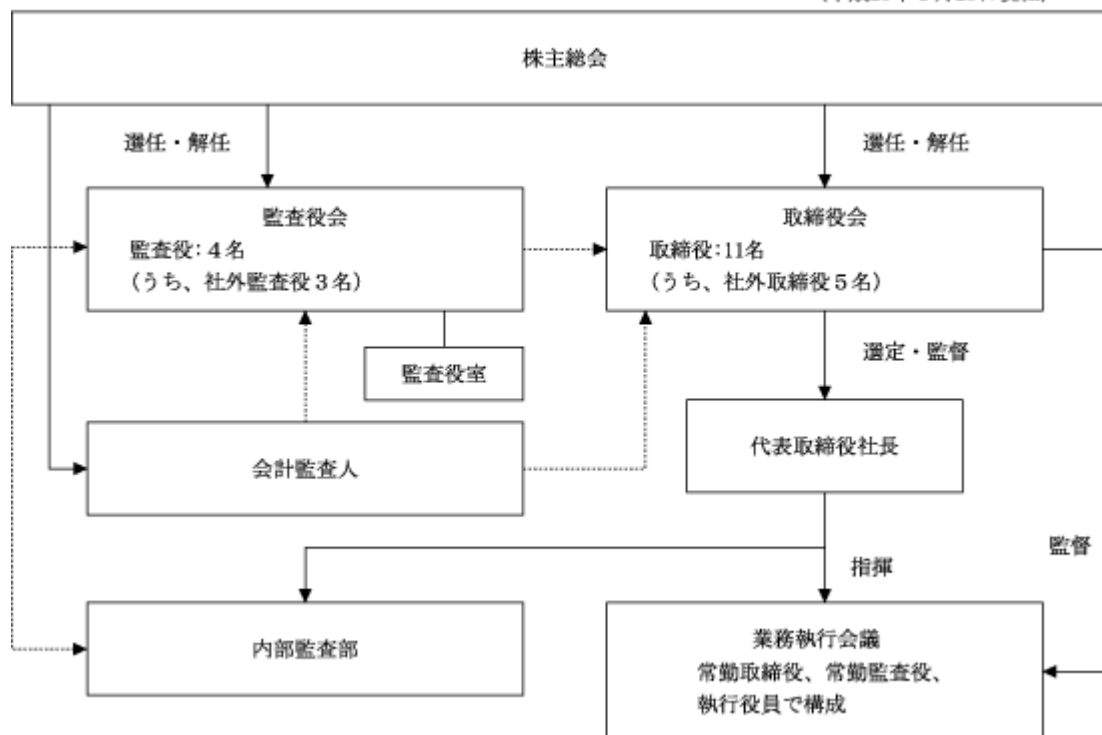 株主総会
選任・解任
選任・解任
監査役会
監査役：4名
（うち、社外監査役3名）
取締役会
取締役：11名
（うち、社外取締役5名）
監査役室
選定・監督
代表取締役社長
会計監査人
監督
指揮
内部監査部
業務執行会議
常勤取締役、常勤監査役、
執行役員で構成